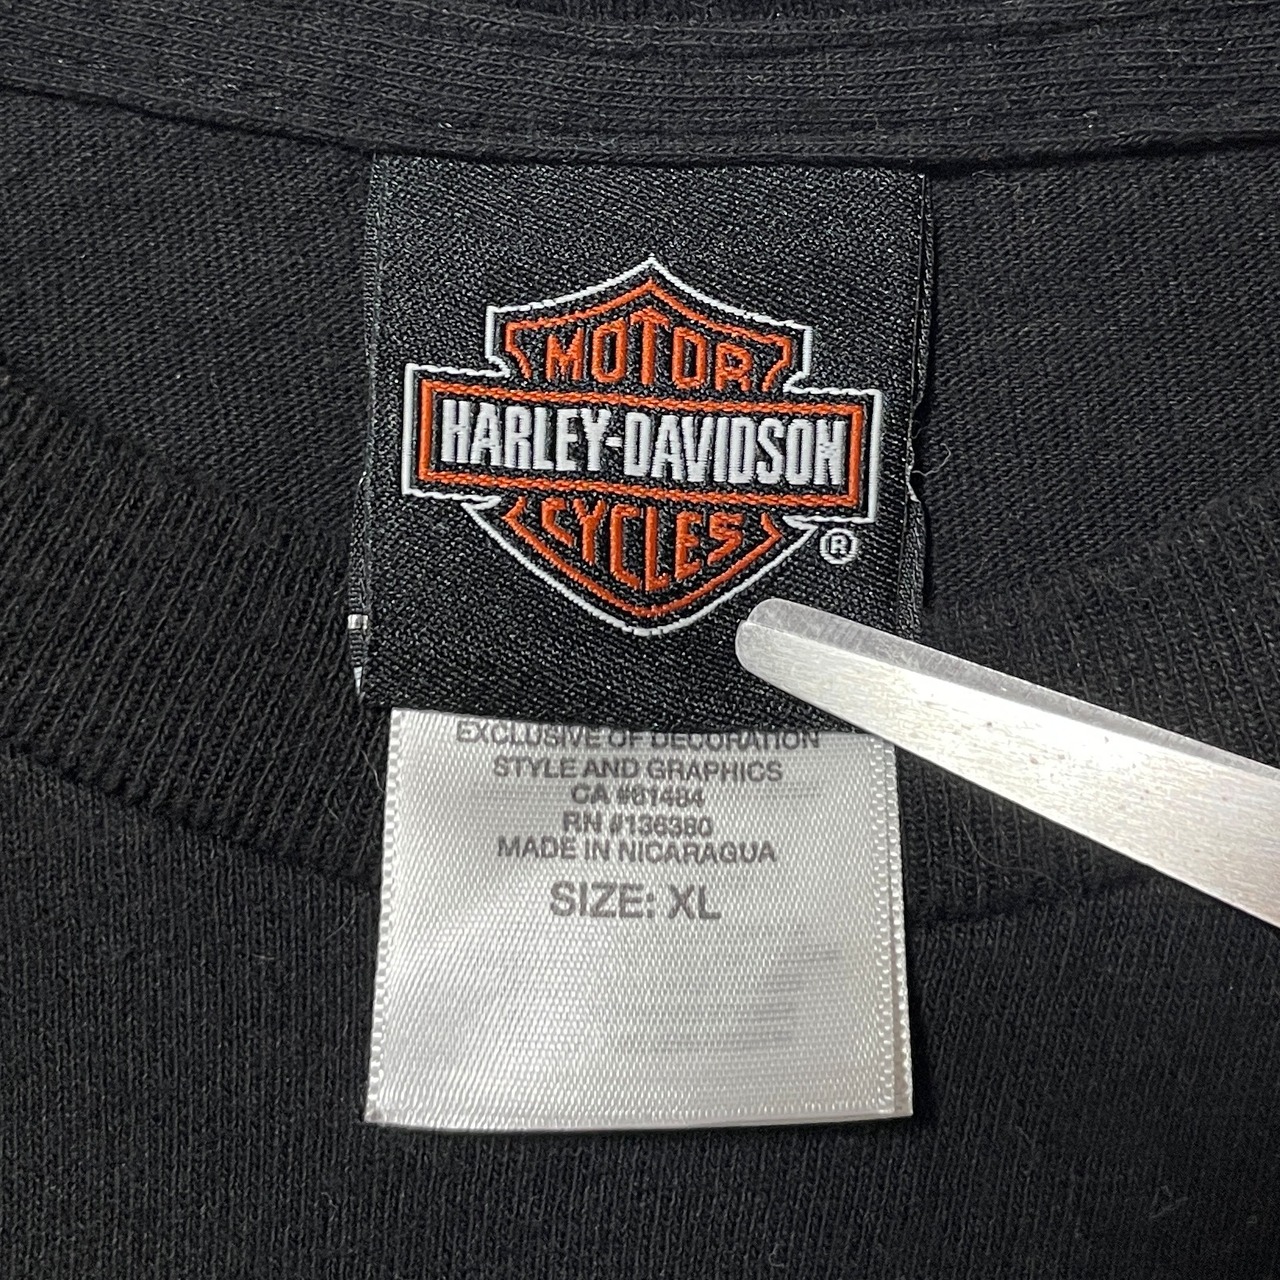 MOTOR
HARLEY-DAVIDSON
CYCLES
®
EXCLUSIVE OF DECORATION
STYLE AND GRAPHICS
CA #61484
RN #136380
MADE IN NICARAGUA
SIZE: XL